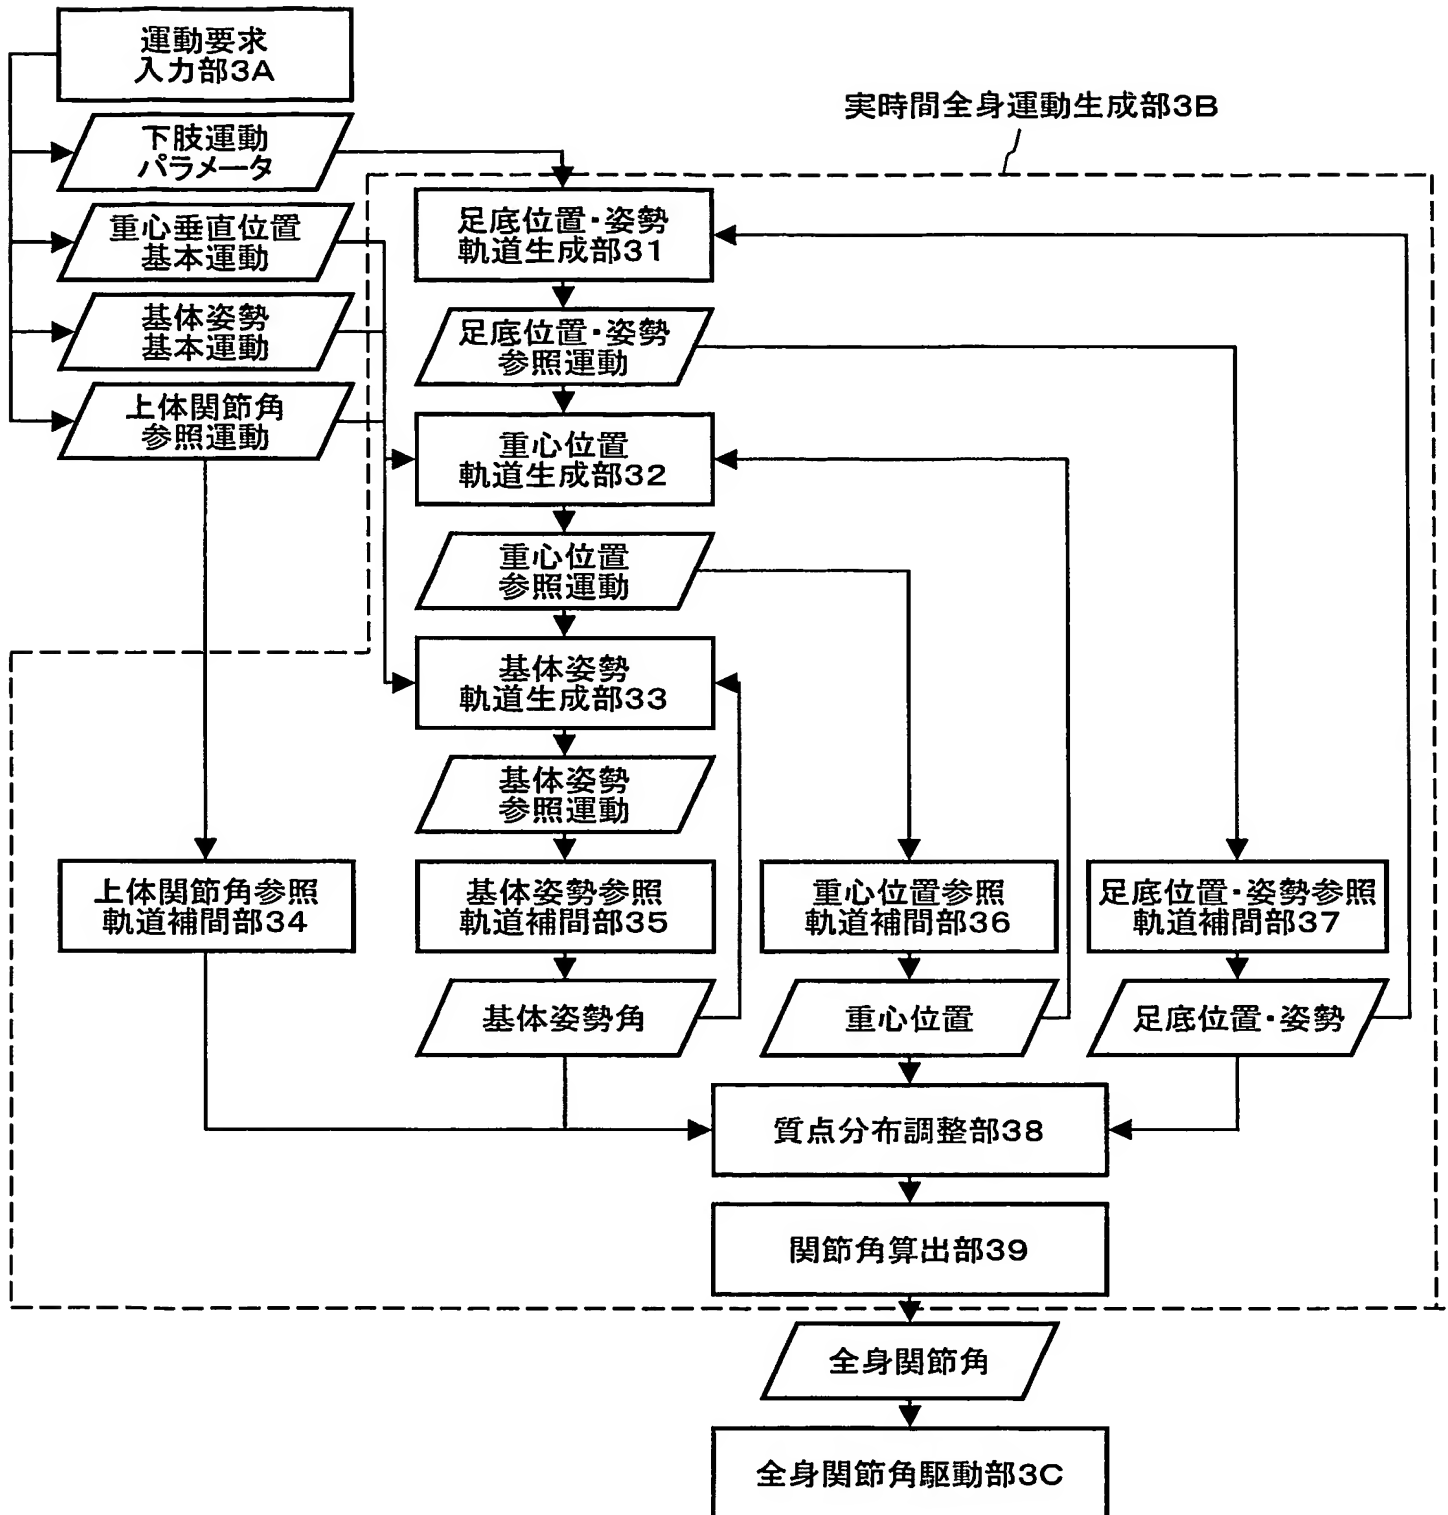 運動要求
入力部3A
実時間全身運動生成部3B
下肢運動
パラメータ
重心垂直位置
基本運動
足底位置・姿勢
軌道生成部31
基体姿勢
基本運動
足底位置・姿勢
参照運動
上体関節角
参照運動
重心位置
軌道生成部32
重心位置
参照運動
基体姿勢
軌道生成部33
基体姿勢
参照運動
上体関節角参照
軌道補間部34
基体姿勢参照
軌道補間部35
重心位置参照
軌道補間部36
足底位置・姿勢参照
軌道補間部37
基体姿勢角
重心位置
足底位置・姿勢
質点分布調整部38
関節角算出部39
全身関節角
全身関節角駆動部3C